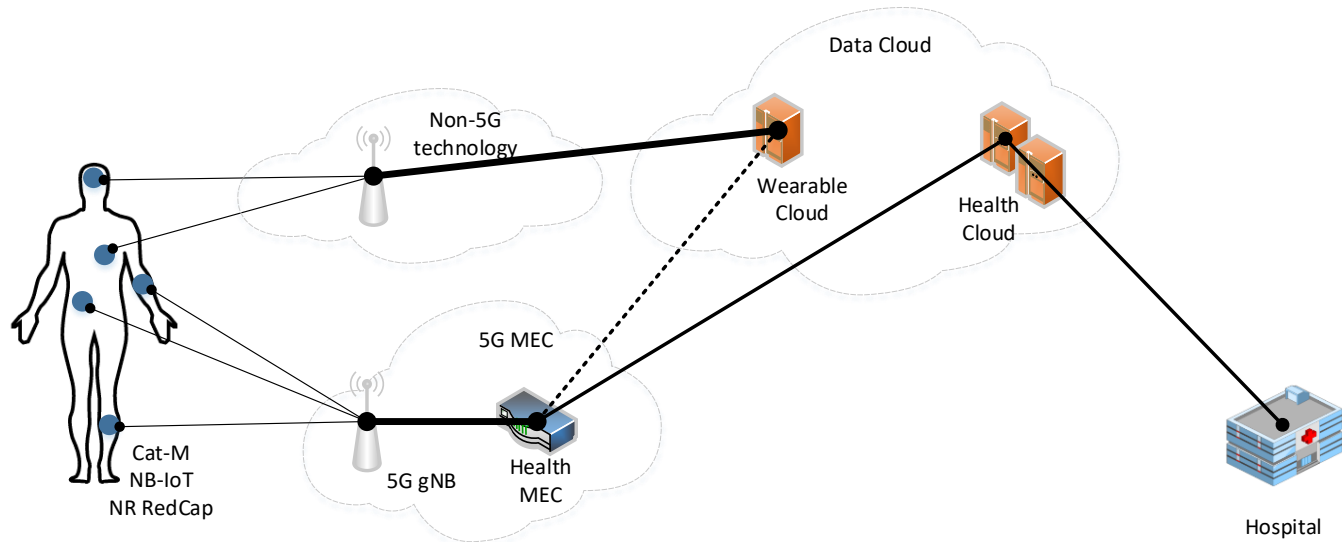 Data Cloud
Non-5G
technology
Wearable
Cloud
Health
Cloud
5G MEC
Cat-M
NB-IoT
NR RedCap
5G gNB
Health
MEC
Hospital